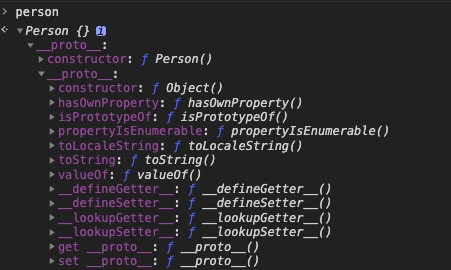 > person
Person {} i
__proto__:
constructor: ƒ Person()
__proto__:
constructor: ƒ Object()
hasOwnProperty: ƒ hasOwnProperty()
isPrototypeOf: ƒ isPrototypeOf()
propertyIsEnumerable: ƒ propertyIsEnumerable()
toLocaleString: ƒ toLocaleString()
toString: ƒ toString()
valueOf: ƒ valueOf()
__defineGetter__: ƒ __defineGetter__()
__defineSetter__: ƒ __defineSetter__()
__lookupGetter__: ƒ __lookupGetter__()
__lookupSetter__: ƒ __lookupSetter__()
get __proto__: ƒ __proto__()
set __proto__: ƒ __proto__()